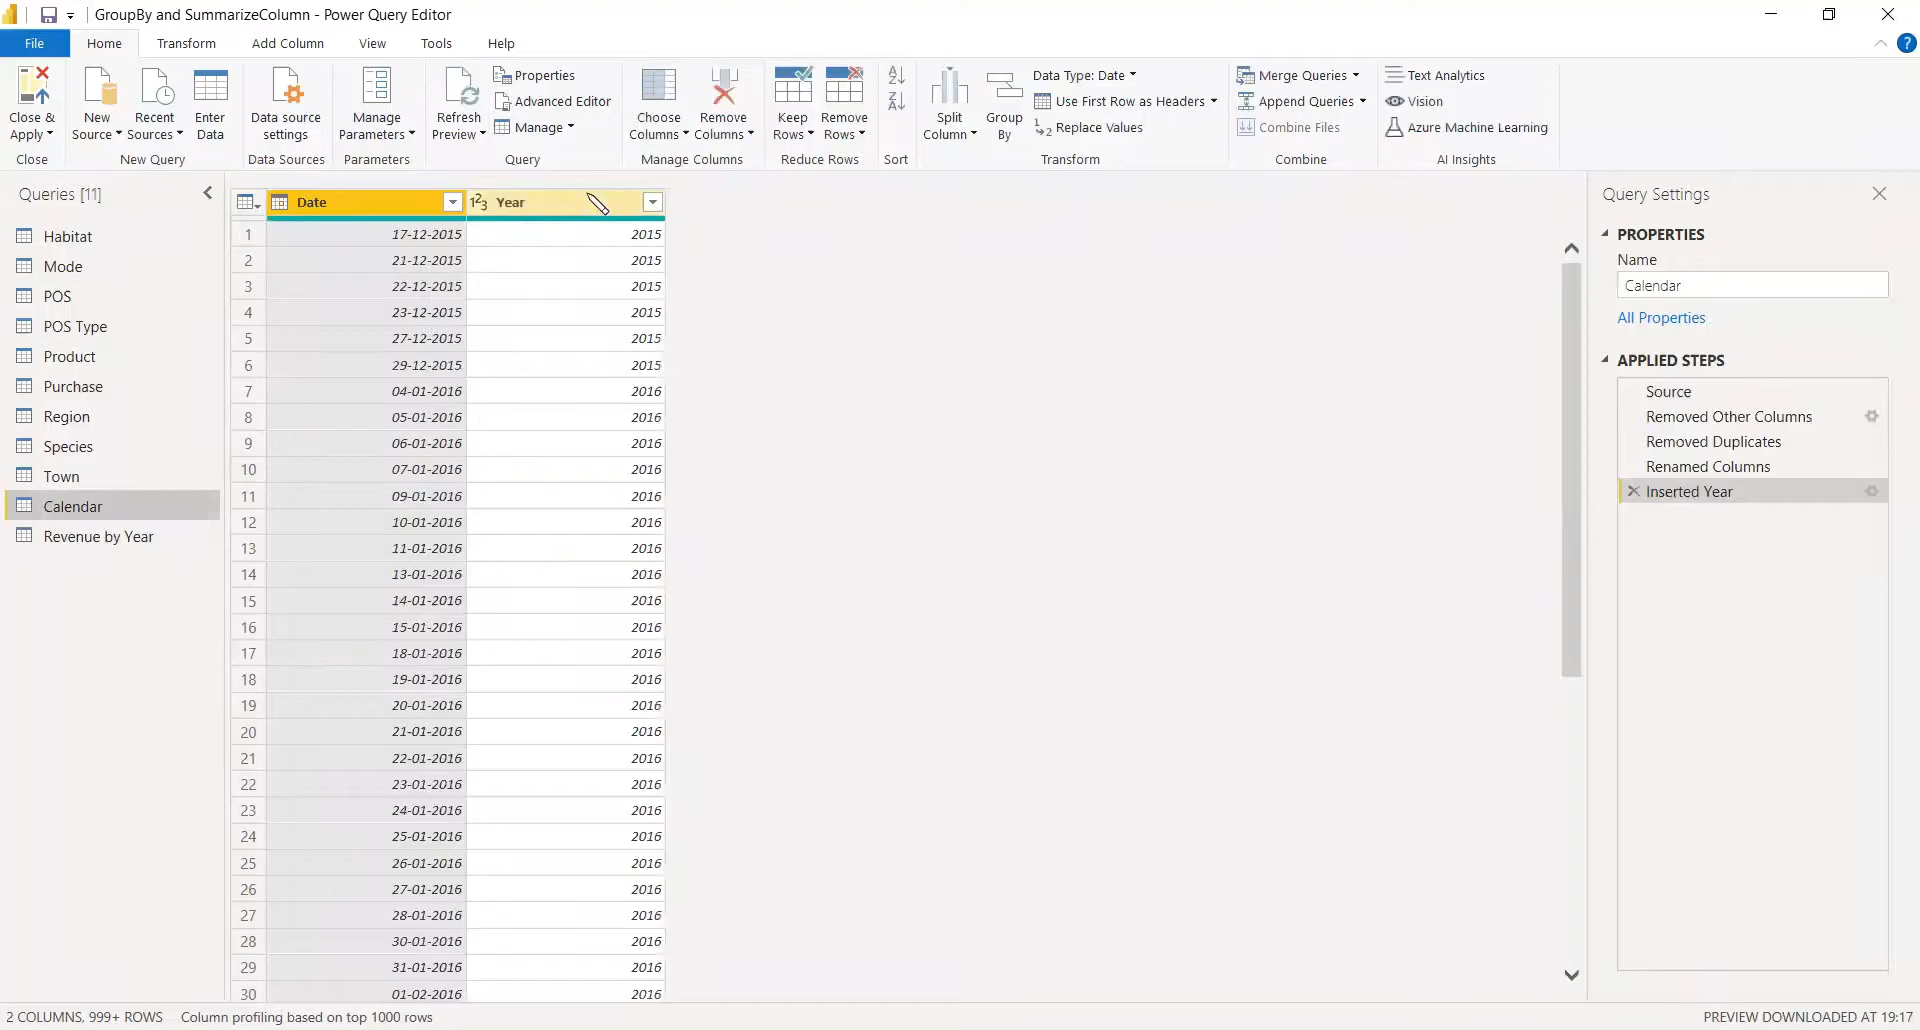 GroupBy and SummarizeColumn - Power Query Editor
File Home Transform Add Column View Tools Help
Close & Apply
Close
New Source
Recent Sources
Enter Data
New Query
Data source settings
Data Sources
Manage Parameters
Parameters
Refresh Preview
Properties
Advanced Editor
Manage
Query
Choose Columns
Remove Columns
Manage Columns
Keep Rows
Remove Rows
Reduce Rows
A Z
Z A
Sort
Split Column
Group By
Data Type: Date
Use First Row as Headers
1 2 Replace Values
Transform
Merge Queries
Append Queries
Combine Files
Combine
Text Analytics
Vision
Azure Machine Learning
AI Insights
?
Queries [11]
Habitat
Mode
POS
POS Type
Product
Purchase
Region
Species
Town
Calendar
Revenue by Year
Date 123 Year
1 17-12-2015 2015
2 21-12-2015 2015
3 22-12-2015 2015
4 23-12-2015 2015
5 27-12-2015 2015
6 29-12-2015 2015
7 04-01-2016 2016
8 05-01-2016 2016
9 06-01-2016 2016
10 07-01-2016 2016
11 09-01-2016 2016
12 10-01-2016 2016
13 11-01-2016 2016
14 13-01-2016 2016
15 14-01-2016 2016
16 15-01-2016 2016
17 18-01-2016 2016
18 19-01-2016 2016
19 20-01-2016 2016
20 21-01-2016 2016
21 22-01-2016 2016
22 23-01-2016 2016
23 24-01-2016 2016
24 25-01-2016 2016
25 26-01-2016 2016
26 27-01-2016 2016
27 28-01-2016 2016
28 30-01-2016 2016
29 31-01-2016 2016
30 01-02-2016 2016
Query Settings
PROPERTIES
Name
Calendar
All Properties
APPLIED STEPS
Source
Removed Other Columns
Removed Duplicates
Renamed Columns
Inserted Year
2 COLUMNS, 999+ ROWS Column profiling based on top 1000 rows
PREVIEW DOWNLOADED AT 19:17